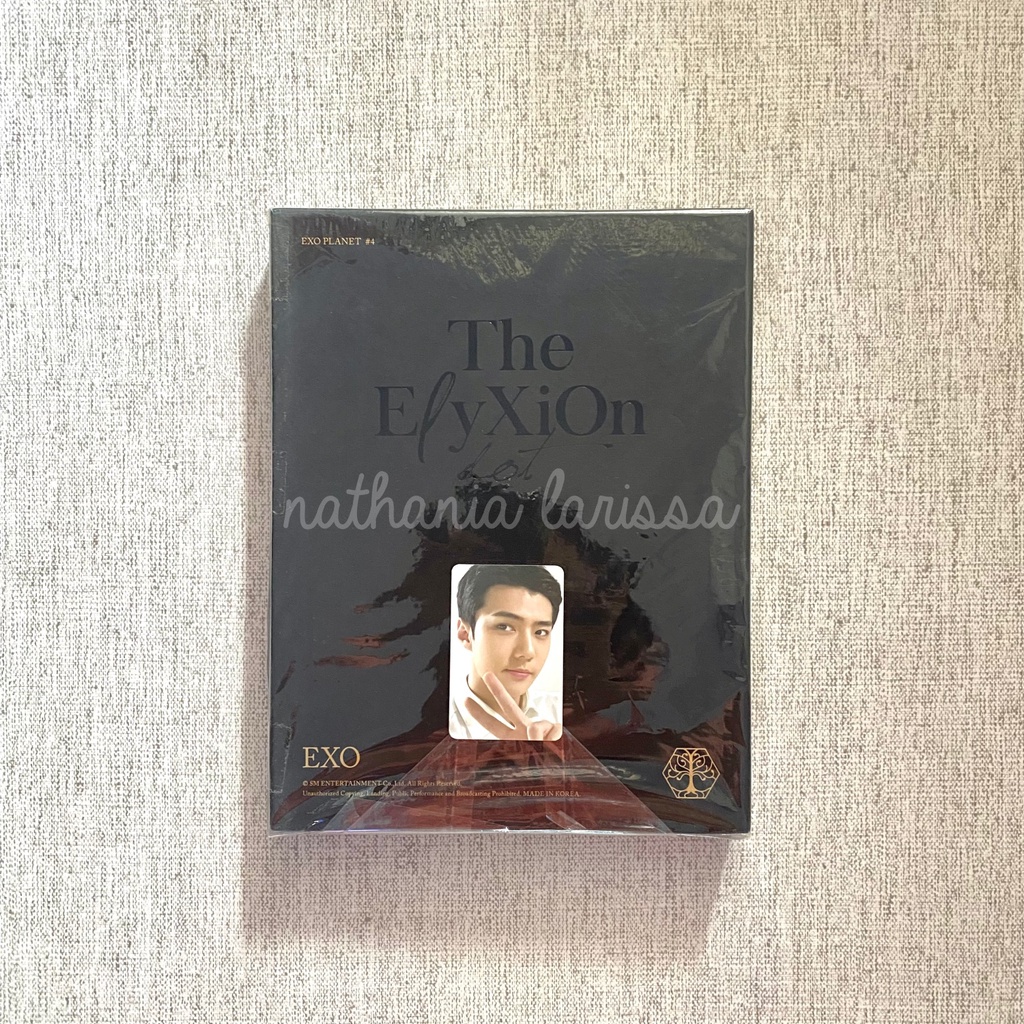 EXO PLANET #4
The
ElyXiOn
dot
nathania larissa
EXO
© SM ENTERTAINMENT Co., Ltd. All Rights Reserved.
Unauthorized Copying, Lending, Public Performance and Broadcasting Prohibited. MADE IN KOREA